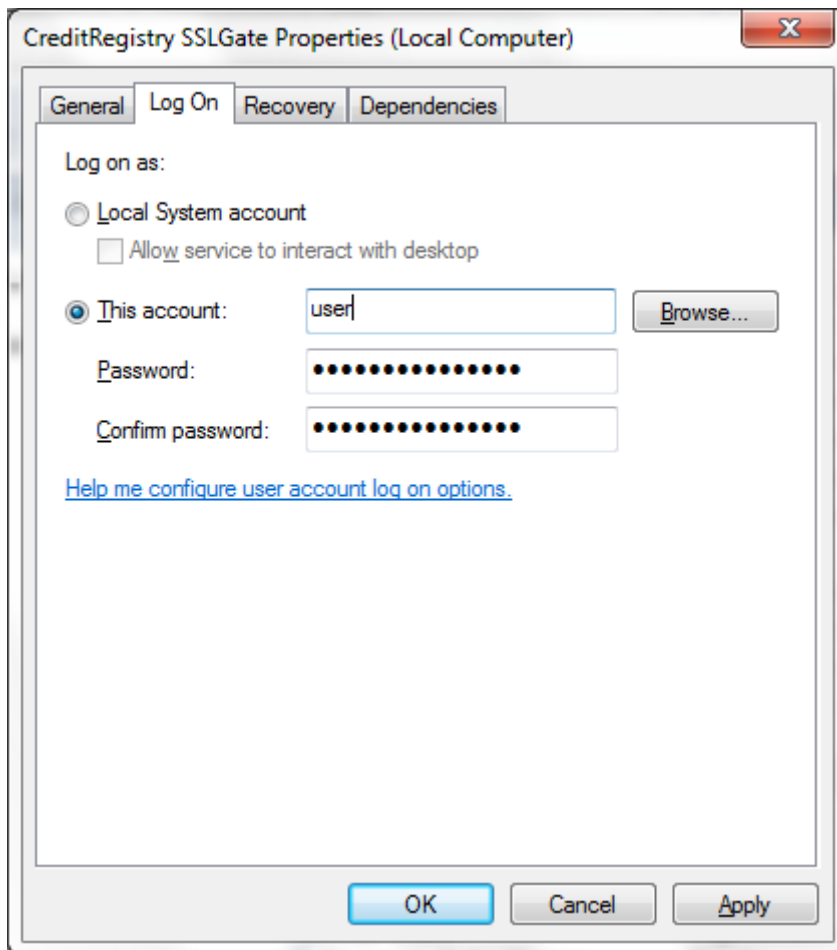 CreditRegistry SSLGate Properties (Local Computer)
General Log On Recovery Dependencies
Log on as:
Local System account
Allow service to interact with desktop
This account: user Browse...
Password: •••••••••••••••
Confirm password: •••••••••••••••
Help me configure user account log on options.
OK Cancel Apply